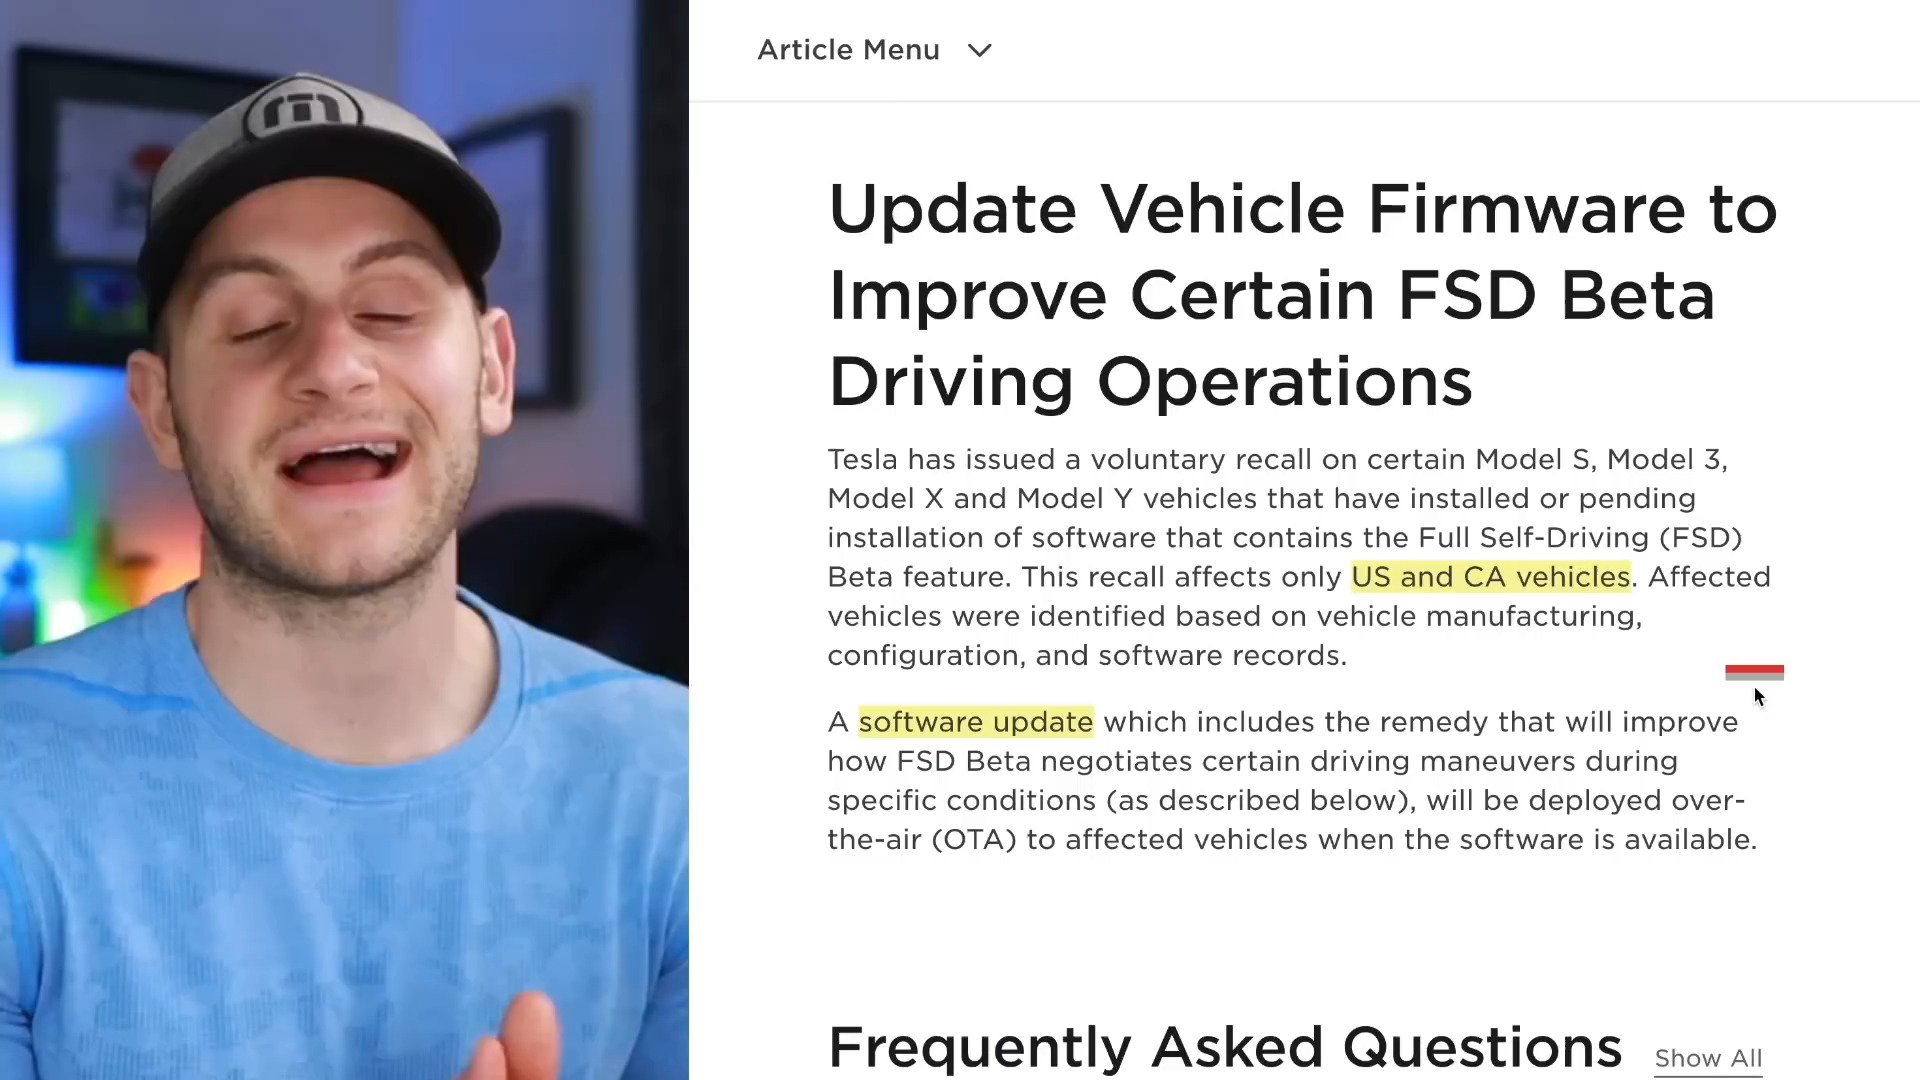 Article Menu
Update Vehicle Firmware to
Improve Certain FSD Beta
Driving Operations
Tesla has issued a voluntary recall on certain Model S, Model 3,
Model X and Model Y vehicles that have installed or pending
installation of software that contains the Full Self-Driving (FSD)
Beta feature. This recall affects only US and CA vehicles. Affected
vehicles were identified based on vehicle manufacturing,
configuration, and software records.
A software update which includes the remedy that will improve
how FSD Beta negotiates certain driving maneuvers during
specific conditions (as described below), will be deployed over-
the-air (OTA) to affected vehicles when the software is available.
Frequently Asked Questions Show All